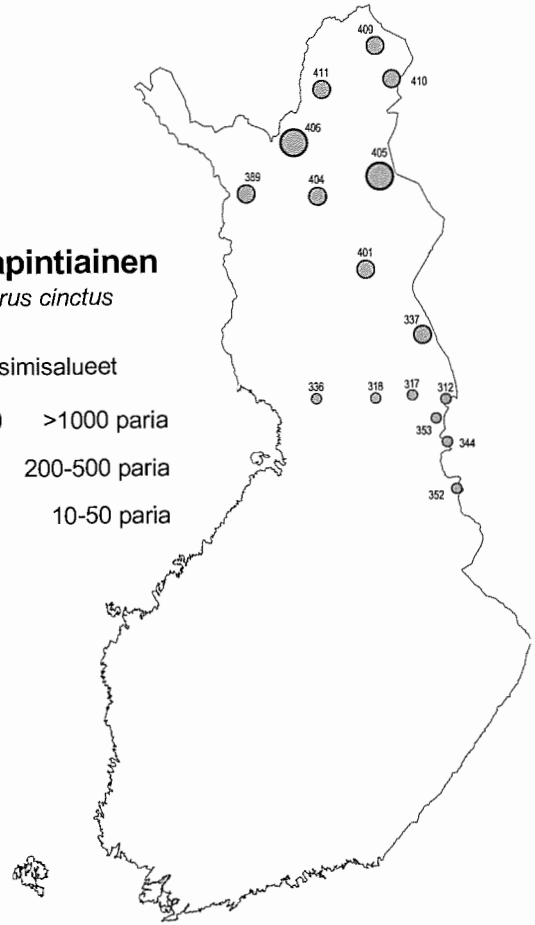 409
410
411
406
405
389
404
401
apintiainen
rus cinctus
337
simisalueet
336
318
317
312
>1000 paria
353
344
200-500 paria
352
10-50 paria